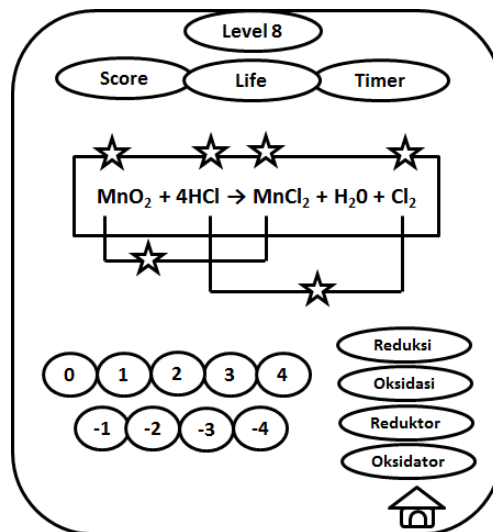 Level 8
Score Life Timer
MnO₂ + 4HCl → MnCl₂ + H₂0 + Cl₂
Reduksi
0 1 2 3 4
Oksidasi
Reduktor
-1 -2 -3 -4
Oksidator